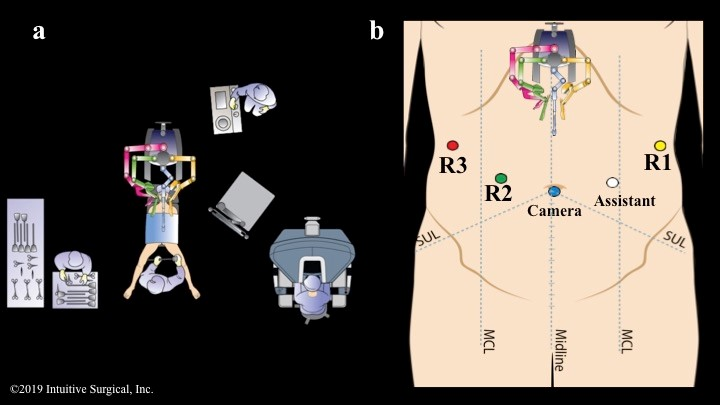 a
b
R3
R1
R2
Assistant
Camera
SUL
SUL
MCL
Midline
MCL
©2019 Intuitive Surgical, Inc.